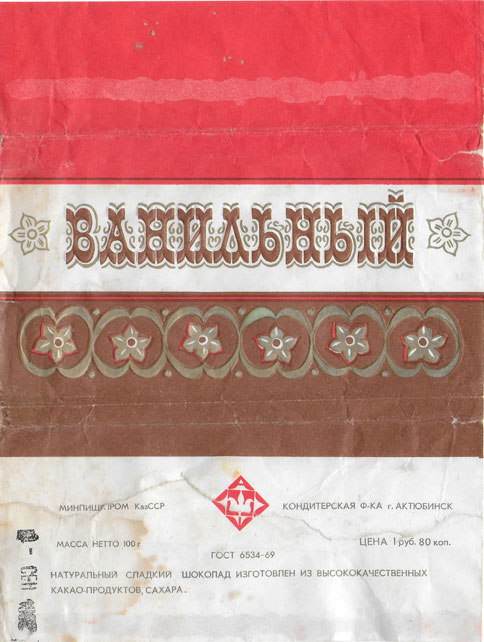 ВАНИЛЬНЫЙ
МИНПИЩЕПРОМ КазССР
КОНДИТЕРСКАЯ Ф-КА г. АКТЮБИНСК
МАССА НЕТТО 100 г
ЦЕНА 1 руб. 80 коп.
ГОСТ 6534-69
НАТУРАЛЬНЫЙ СЛАДКИЙ ШОКОЛАД ИЗГОТОВЛЕН ИЗ ВЫСОКОКАЧЕСТВЕННЫХ
КАКАО-ПРОДУКТОВ, САХАРА.